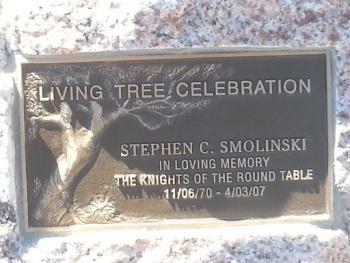 LIVING TREE CELEBRATION
STEPHEN C. SMOLINSKI
IN LOVING MEMORY
THE KNIGHTS OF THE ROUND TABLE
11/06/70 - 4/03/07